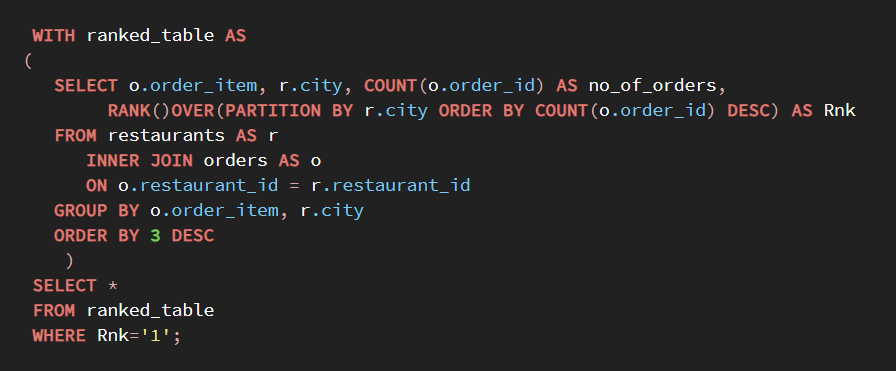 WITH ranked_table AS
(
SELECT o.order_item, r.city, COUNT(o.order_id) AS no_of_orders,
RANK()OVER(PARTITION BY r.city ORDER BY COUNT(o.order_id) DESC) AS Rnk
FROM restaurants AS r
INNER JOIN orders AS o
ON o.restaurant_id = r.restaurant_id
GROUP BY o.order_item, r.city
ORDER BY 3 DESC
)
SELECT *
FROM ranked_table
WHERE Rnk='1';